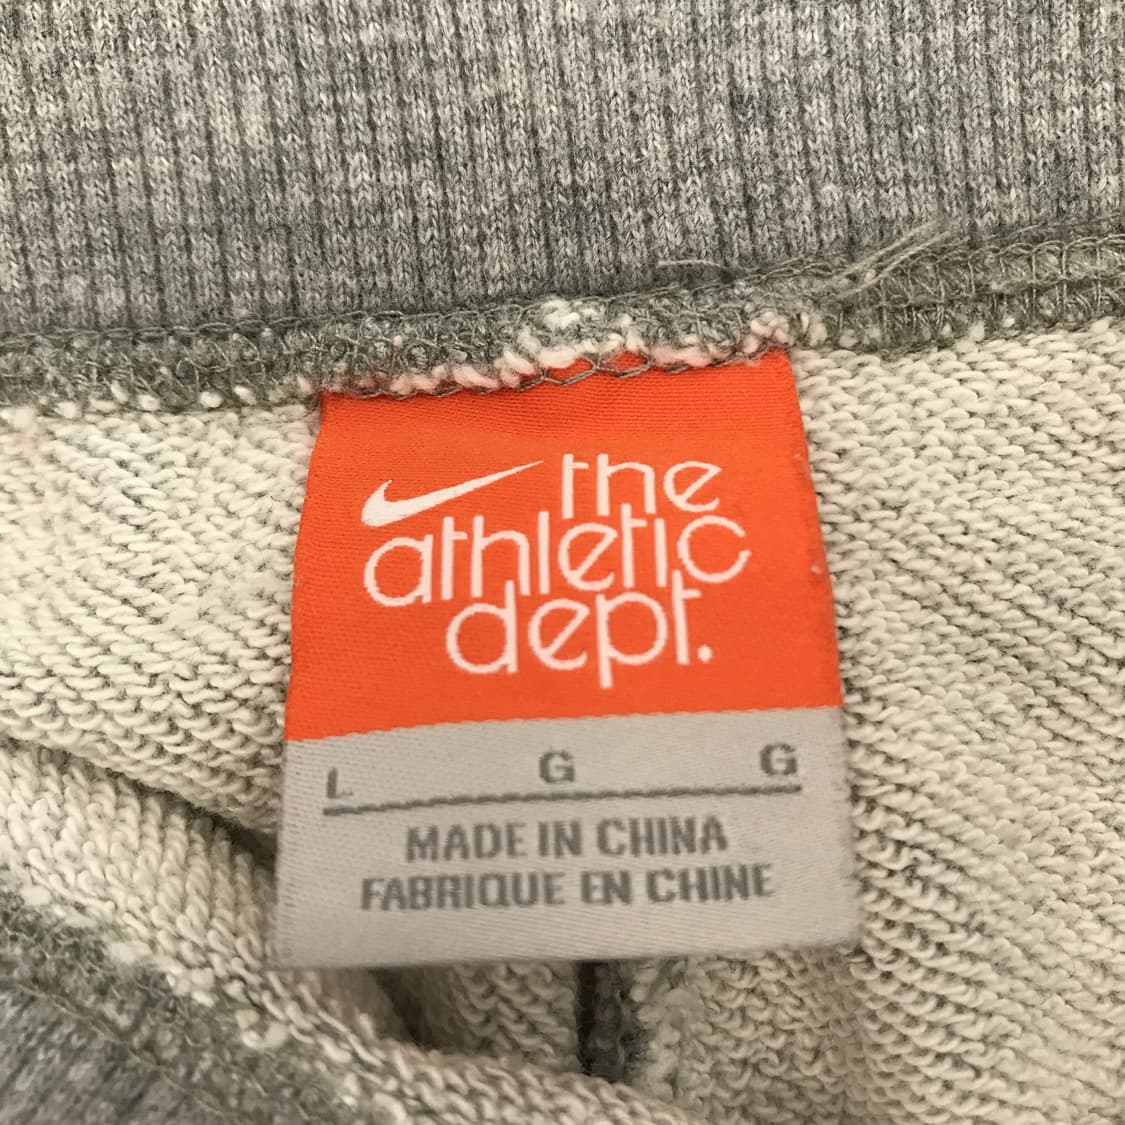 the
athletic
dept.
L G G
MADE IN CHINA
FABRIQUE EN CHINE